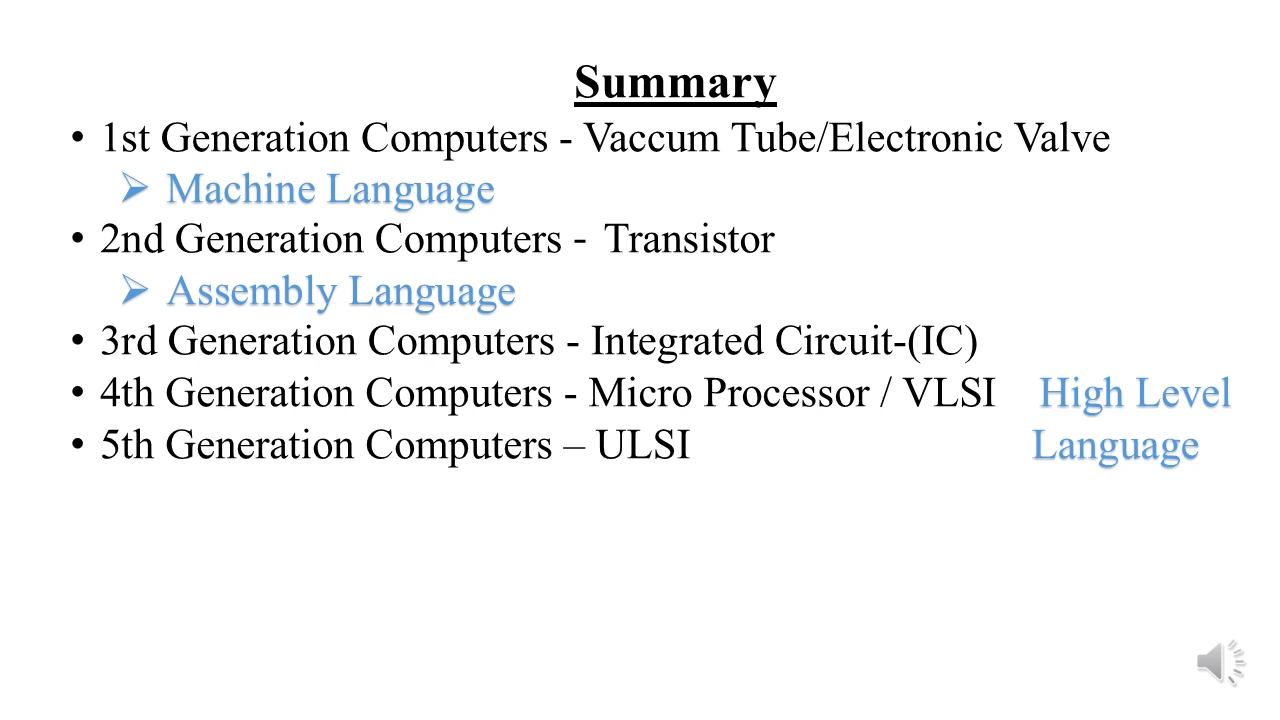 Summary
• 1st Generation Computers - Vaccum Tube/Electronic Valve
➢ Machine Language
• 2nd Generation Computers - Transistor
➢ Assembly Language
• 3rd Generation Computers - Integrated Circuit-(IC)
• 4th Generation Computers - Micro Processor / VLSI High Level
• 5th Generation Computers – ULSI Language